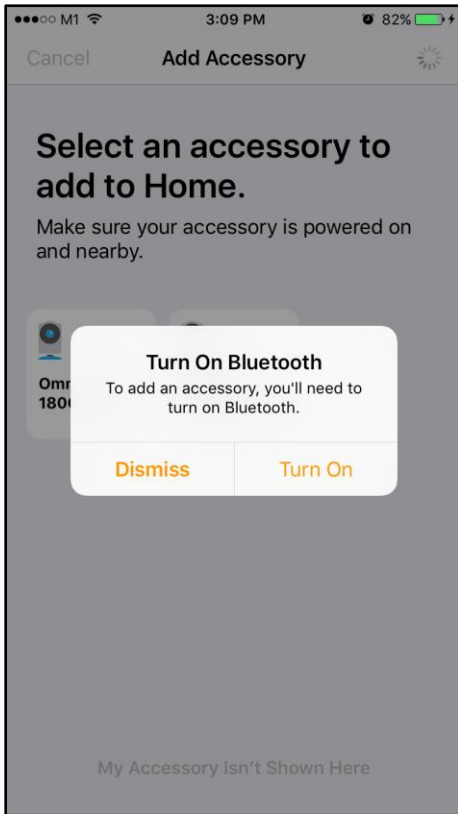 M1 3:09 PM 82%
Cancel Add Accessory
Select an accessory to
add to Home.
Make sure your accessory is powered on
and nearby.
Turn On Bluetooth
To add an accessory, you'll need to
turn on Bluetooth.
Dismiss Turn On
My Accessory Isn't Shown Here